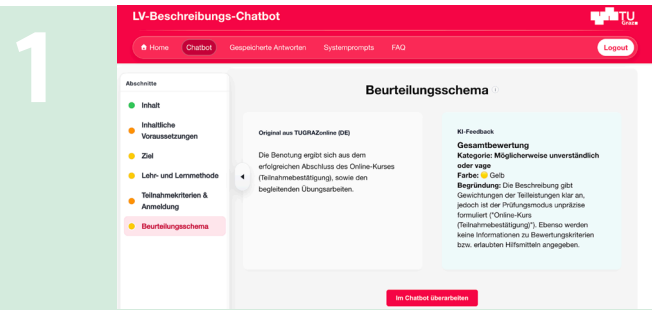 1
LV-Beschreibungs-Chatbot
TU
Graz
Home Chatbot Gespeicherte Antworten Systemprompts FAQ Logout
Abschnitte
Inhalt
Inhaltliche
Voraussetzungen
Ziel
Lehr- und Lernmethode
Teilnahmekriterien &
Anmeldung
Beurteilungsschema
Beurteilungsschema
Original aus TUGRAZonline (DE)
Die Benotung ergibt sich aus dem
erfolgreichen Abschluss des Online-Kurses
(Teilnahmebestätigung), sowie den
begleitenden Übungsarbeiten.
KI-Feedback
Gesamtbewertung
Kategorie: Möglicherweise unverständlich
oder vage
Farbe: Gelb
Begründung: Die Beschreibung gibt
Gewichtungen der Teilleistungen klar an,
jedoch ist der Prüfungsmodus unpräzise
formuliert ("Online-Kurs
(Teilnahmebestätigung)"). Ebenso werden
keine Informationen zu Bewertungskriterien
bzw. erlaubten Hilfsmitteln angegeben.
Im Chatbot überarbeiten